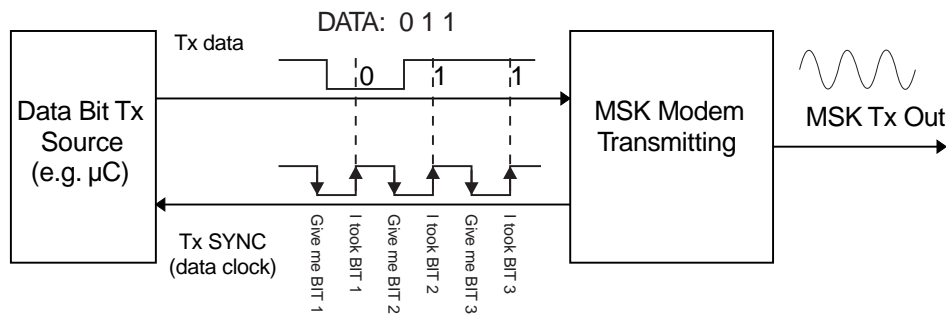 DATA: 0 1 1
Tx data
0 1 1
Data Bit Tx
Source
(e.g. µC)
MSK Modem
Transmitting
MSK Tx Out
Tx SYNC
(data clock)
Give me BIT 1
I took BIT 1
Give me BIT 2
I took BIT 2
Give me BIT 3
I took BIT 3